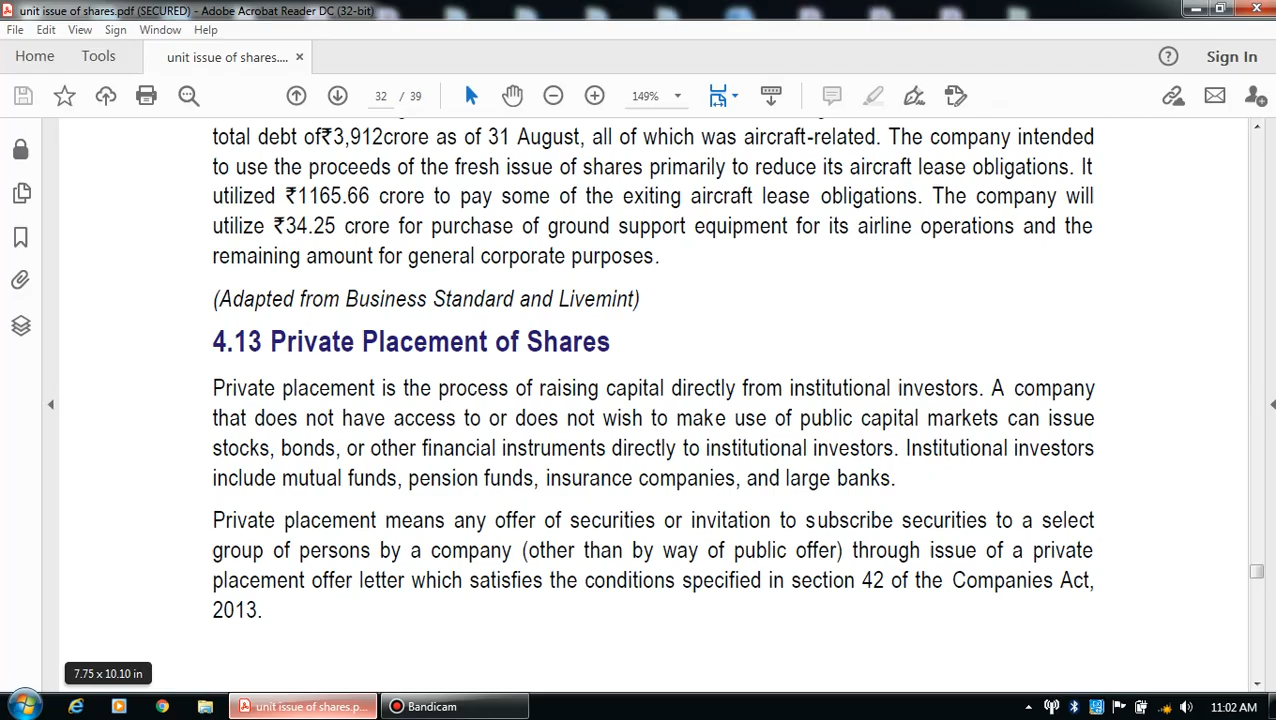 unit issue of shares.pdf (SECURED) - Adobe Acrobat Reader DC (32-bit)
File Edit View Sign Window Help
Home Tools unit issue of shares.... × Sign In
32 / 39 149%
total debt of₹3,912crore as of 31 August, all of which was aircraft-related. The company intended
to use the proceeds of the fresh issue of shares primarily to reduce its aircraft lease obligations. It
utilized ₹1165.66 crore to pay some of the exiting aircraft lease obligations. The company will
utilize ₹34.25 crore for purchase of ground support equipment for its airline operations and the
remaining amount for general corporate purposes.
(Adapted from Business Standard and Livemint)
4.13 Private Placement of Shares
Private placement is the process of raising capital directly from institutional investors. A company
that does not have access to or does not wish to make use of public capital markets can issue
stocks, bonds, or other financial instruments directly to institutional investors. Institutional investors
include mutual funds, pension funds, insurance companies, and large banks.
Private placement means any offer of securities or invitation to subscribe securities to a select
group of persons by a company (other than by way of public offer) through issue of a private
placement offer letter which satisfies the conditions specified in section 42 of the Companies Act,
2013.
7.75 x 10.10 in
unit issue of shares.p... Bandicam 11:02 AM